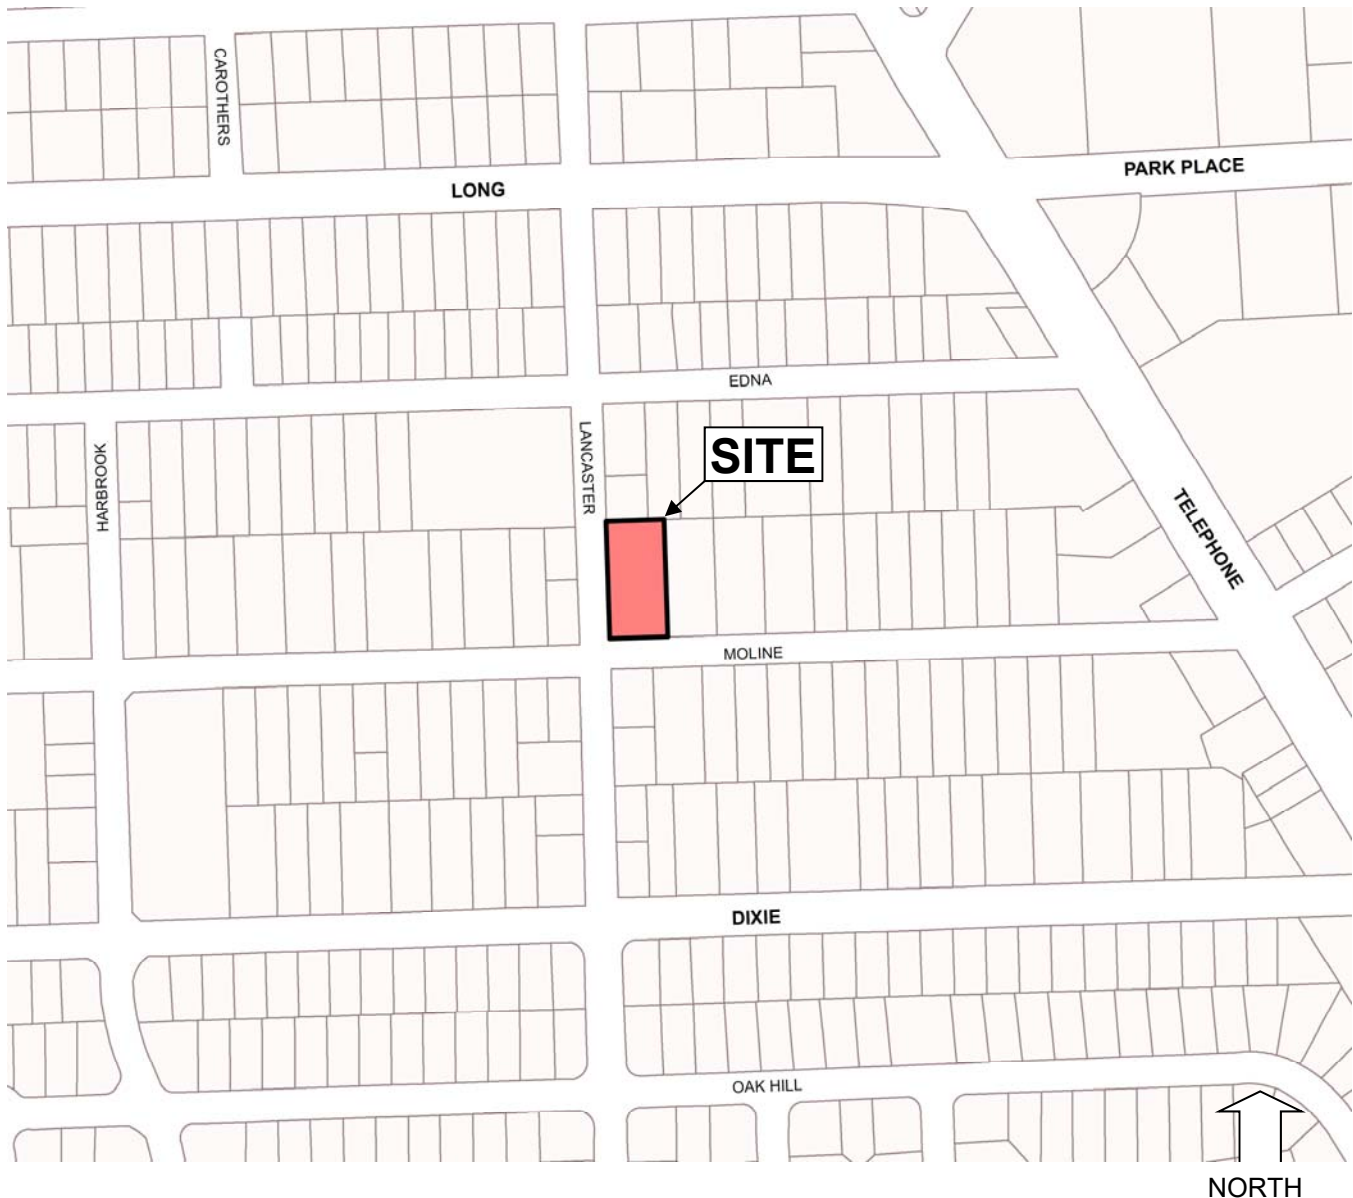 CAROTHERS
PARK PLACE
LONG
EDNA
SITE
LANCASTER
HARBROOK
TELEPHONE
MOLINE
DIXIE
OAK HILL
NORTH